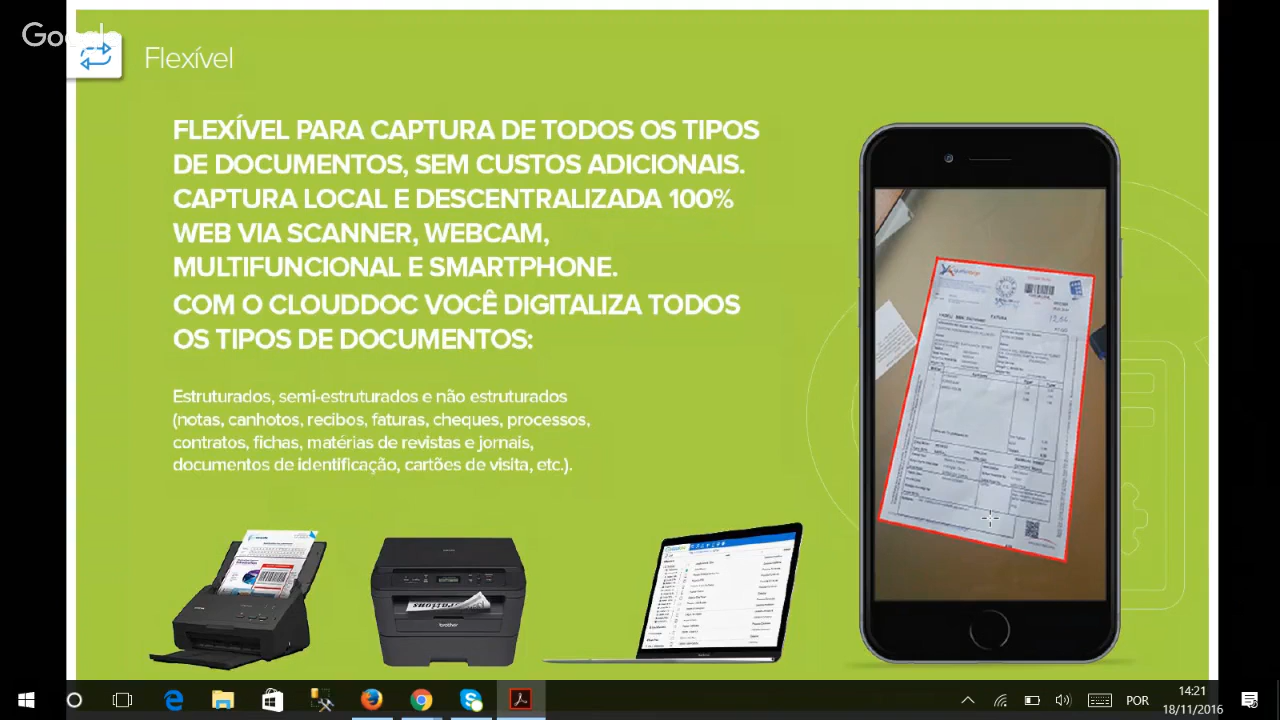 Google
Flexível
FLEXÍVEL PARA CAPTURA DE TODOS OS TIPOS
DE DOCUMENTOS, SEM CUSTOS ADICIONAIS.
CAPTURA LOCAL E DESCENTRALIZADA 100%
WEB VIA SCANNER, WEBCAM,
MULTIFUNCIONAL E SMARTPHONE.
COM O CLOUDDOC VOCÊ DIGITALIZA TODOS
OS TIPOS DE DOCUMENTOS:
Estruturados, semi-estruturados e não estruturados
(notas, canhotos, recibos, faturas, cheques, processos,
contratos, fichas, matérias de revistas e jornais,
documentos de identificação, cartões de visita, etc.).
brother
POR
14:21
18/11/2016